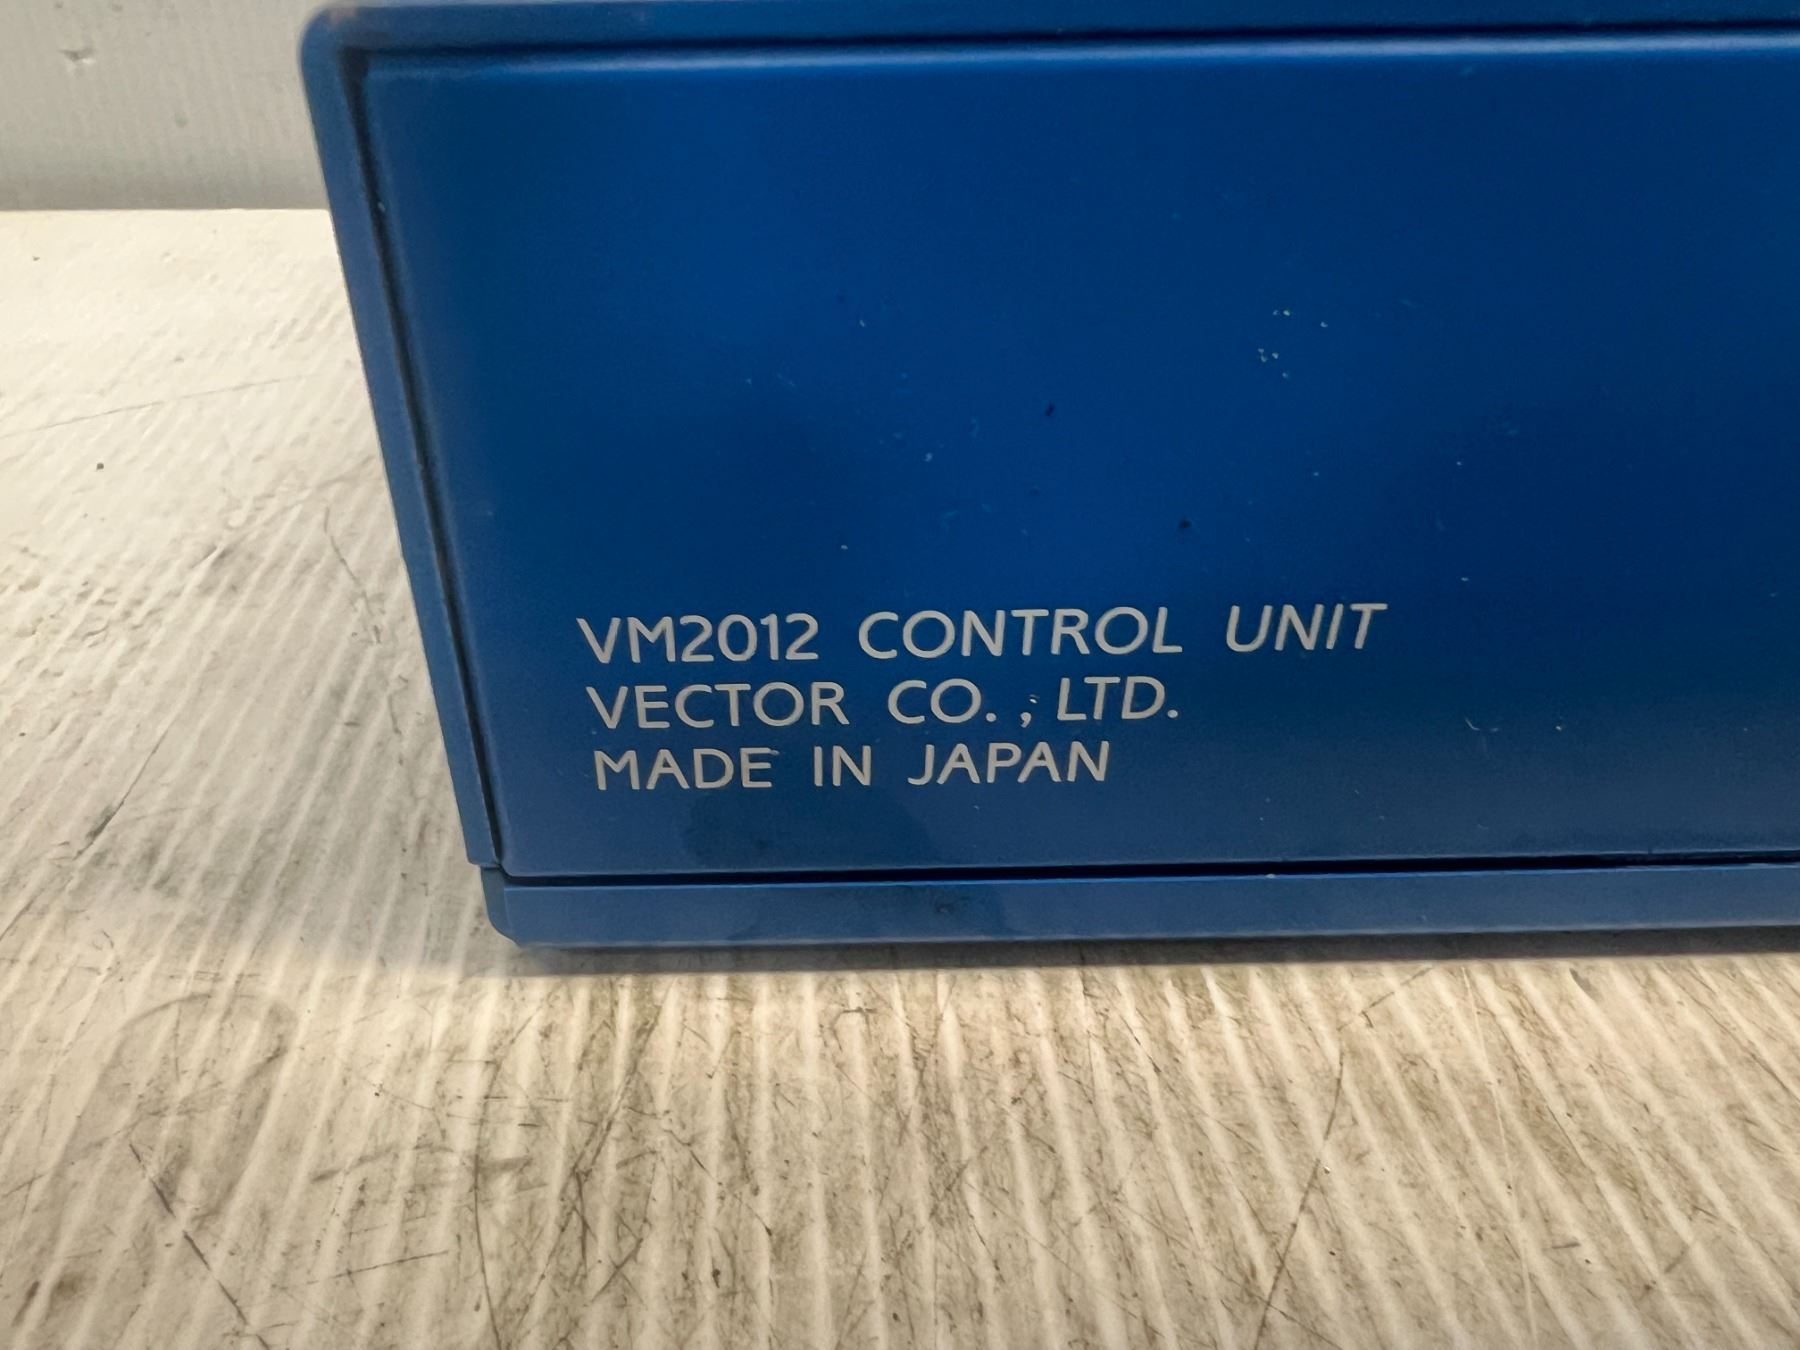 VM2012 CONTROL UNIT
VECTOR CO., LTD.
MADE IN JAPAN